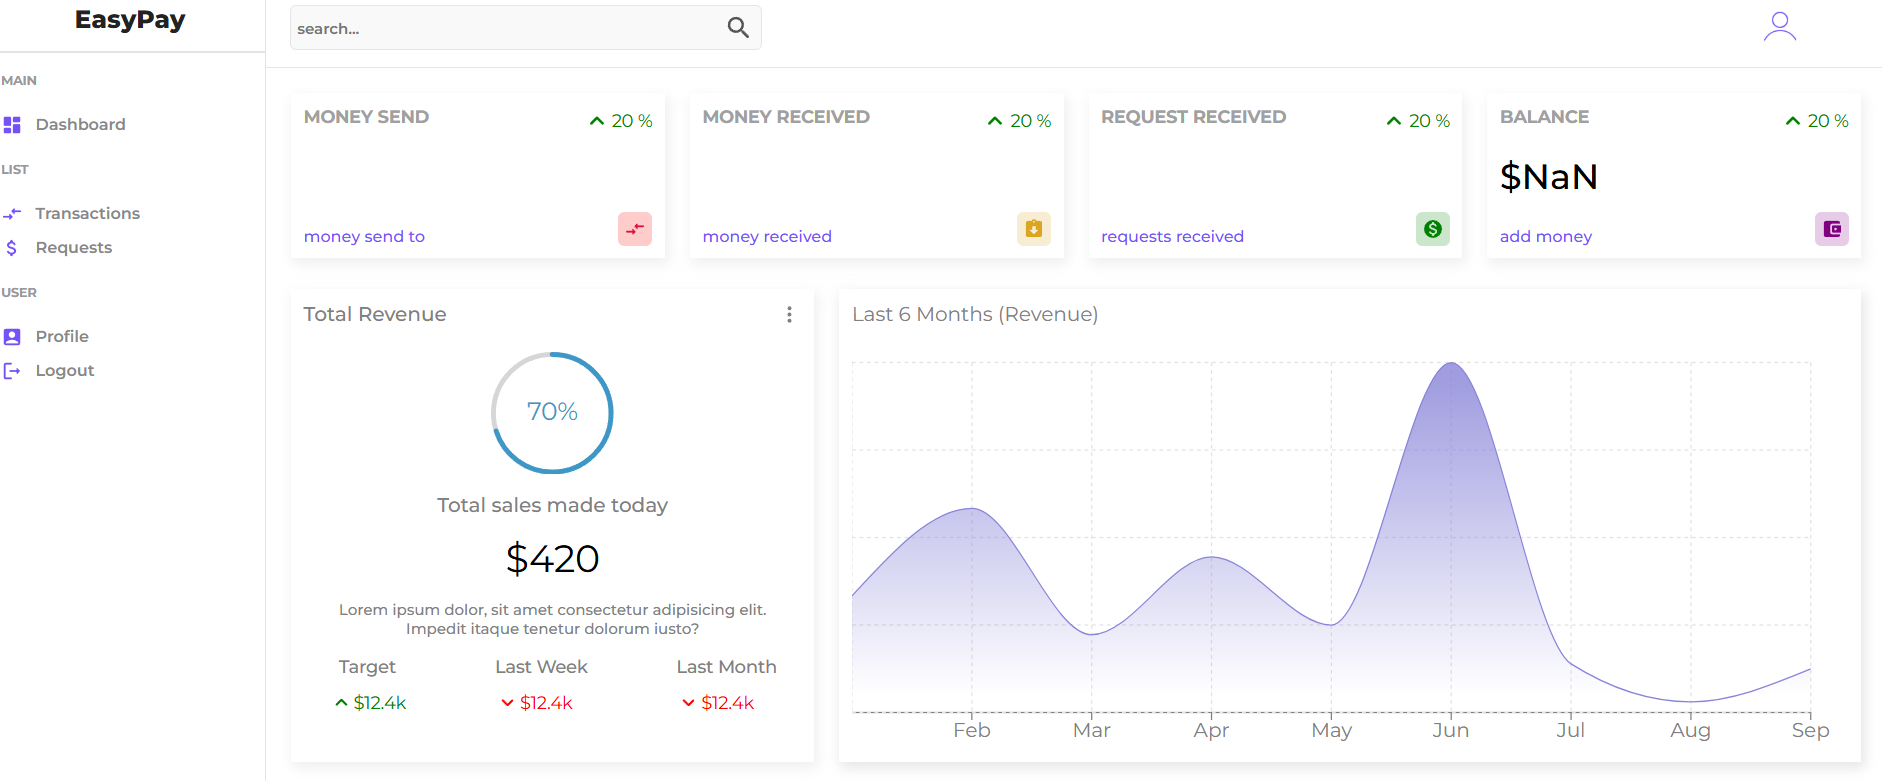 EasyPay
search...
MAIN
Dashboard
LIST
Transactions
Requests
USER
Profile
Logout
MONEY SEND
20 %
money send to
MONEY RECEIVED
20 %
money received
REQUEST RECEIVED
20 %
requests received
BALANCE
20 %
$NaN
add money
Total Revenue
70%
Total sales made today
$420
Lorem ipsum dolor, sit amet consectetur adipisicing elit.
Impedit itaque tenetur dolorum iusto?
Target
Last Week
Last Month
$12.4k
$12.4k
$12.4k
Last 6 Months (Revenue)
Feb Mar Apr May Jun Jul Aug Sep